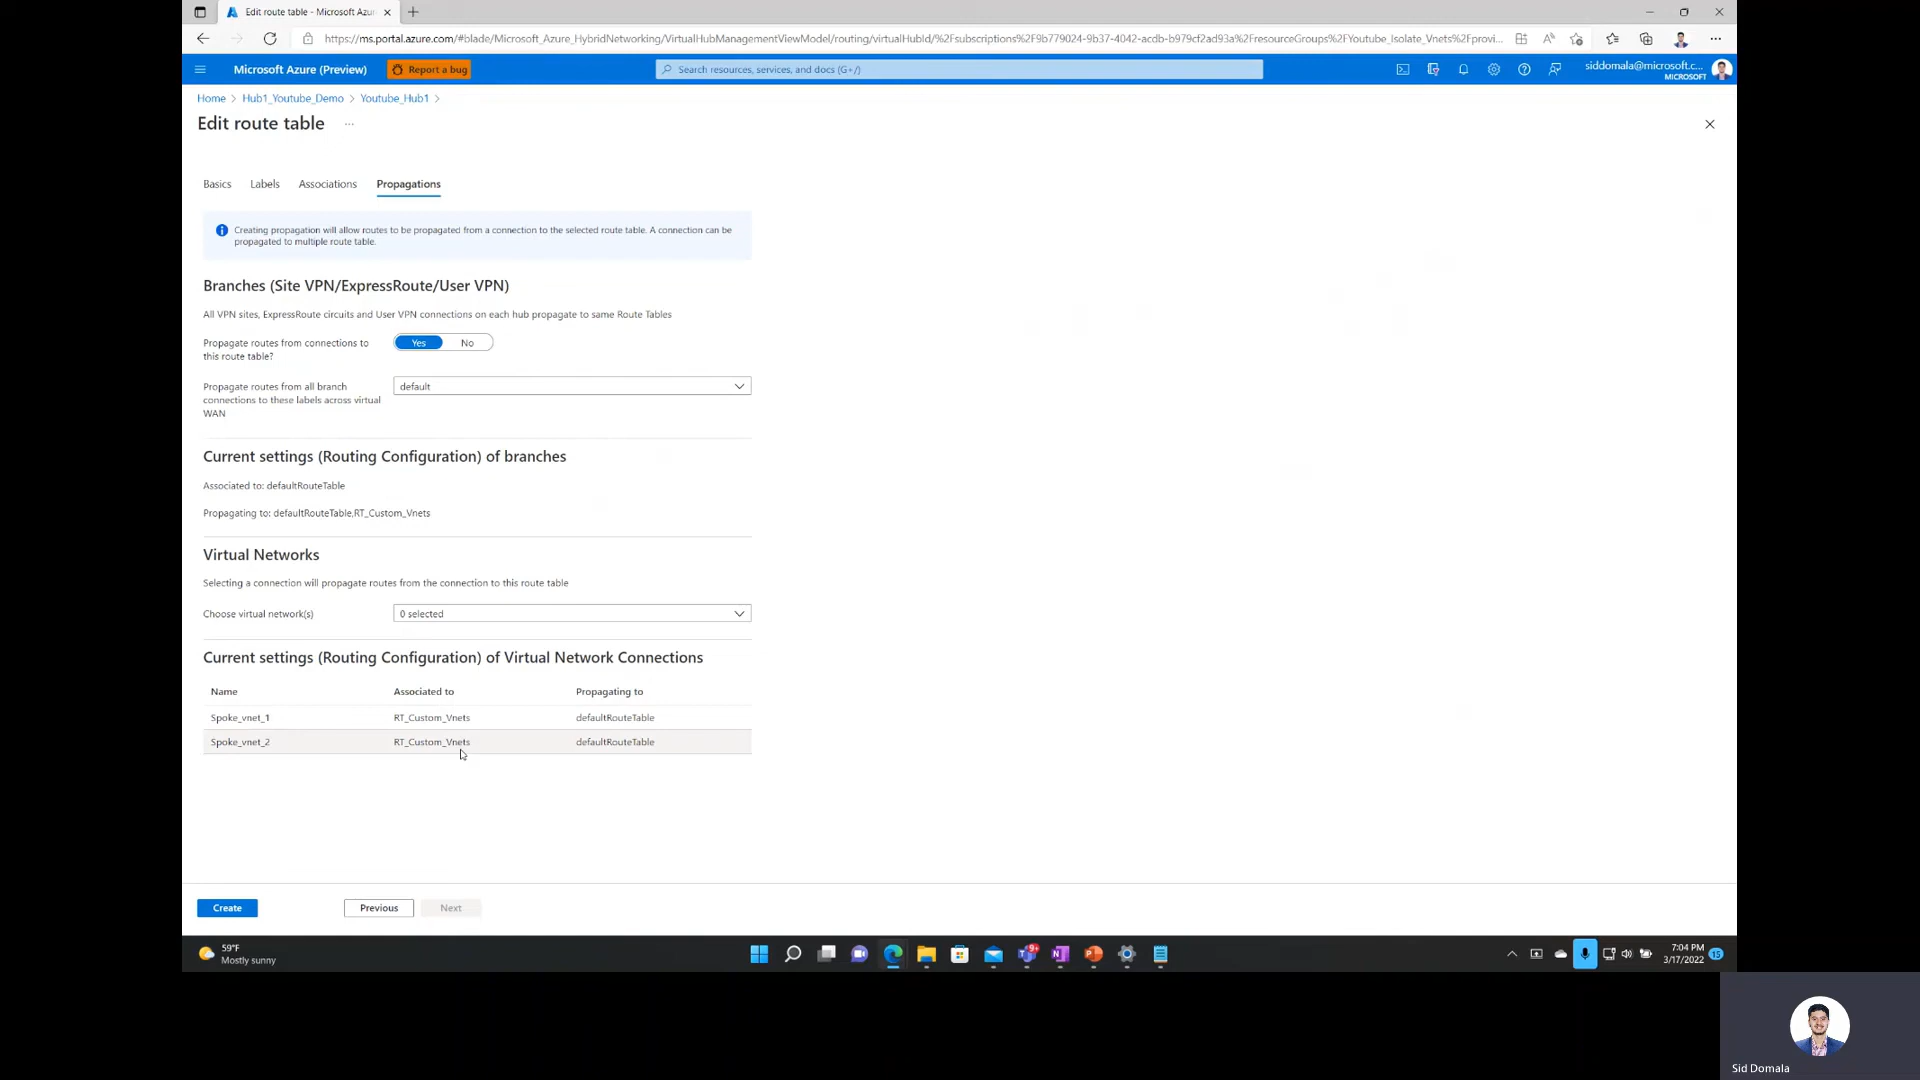 Edit route table - Microsoft Azu
https://ms.portal.azure.com/#blade/Microsoft_Azure_HybridNetworking/VirtualHubManagementViewModel/routing/virtualHubId/%2Fsubscriptions%2F9b779024-9b37-4042-acdb-b979cf2ad93a%2FresourceGroups%2FYoutube_Isolate_Vnets%2Fprovi...
Microsoft Azure (Preview)
Report a bug
Search resources, services, and docs (G+/)
siddomala@microsoft.c...
MICROSOFT
Home > Hub1_Youtube_Demo > Youtube_Hub1 >
Edit route table ...
Basics Labels Associations Propagations
Creating propagation will allow routes to be propagated from a connection to the selected route table. A connection can be
propagated to multiple route table.
Branches (Site VPN/ExpressRoute/User VPN)
All VPN sites, ExpressRoute circuits and User VPN connections on each hub propagate to same Route Tables
Propagate routes from connections to
this route table?
Yes No
Propagate routes from all branch
connections to these labels across virtual
WAN
default
Current settings (Routing Configuration) of branches
Associated to: defaultRouteTable
Propagating to: defaultRouteTable,RT_Custom_Vnets
Virtual Networks
Selecting a connection will propagate routes from the connection to this route table
Choose virtual network(s) 0 selected
Current settings (Routing Configuration) of Virtual Network Connections
Name Associated to Propagating to
Spoke_vnet_1 RT_Custom_Vnets defaultRouteTable
Spoke_vnet_2 RT_Custom_Vnets defaultRouteTable
Create Previous Next
59°F
Mostly sunny
9+
7:04 PM
3/17/2022
15
Sid Domala